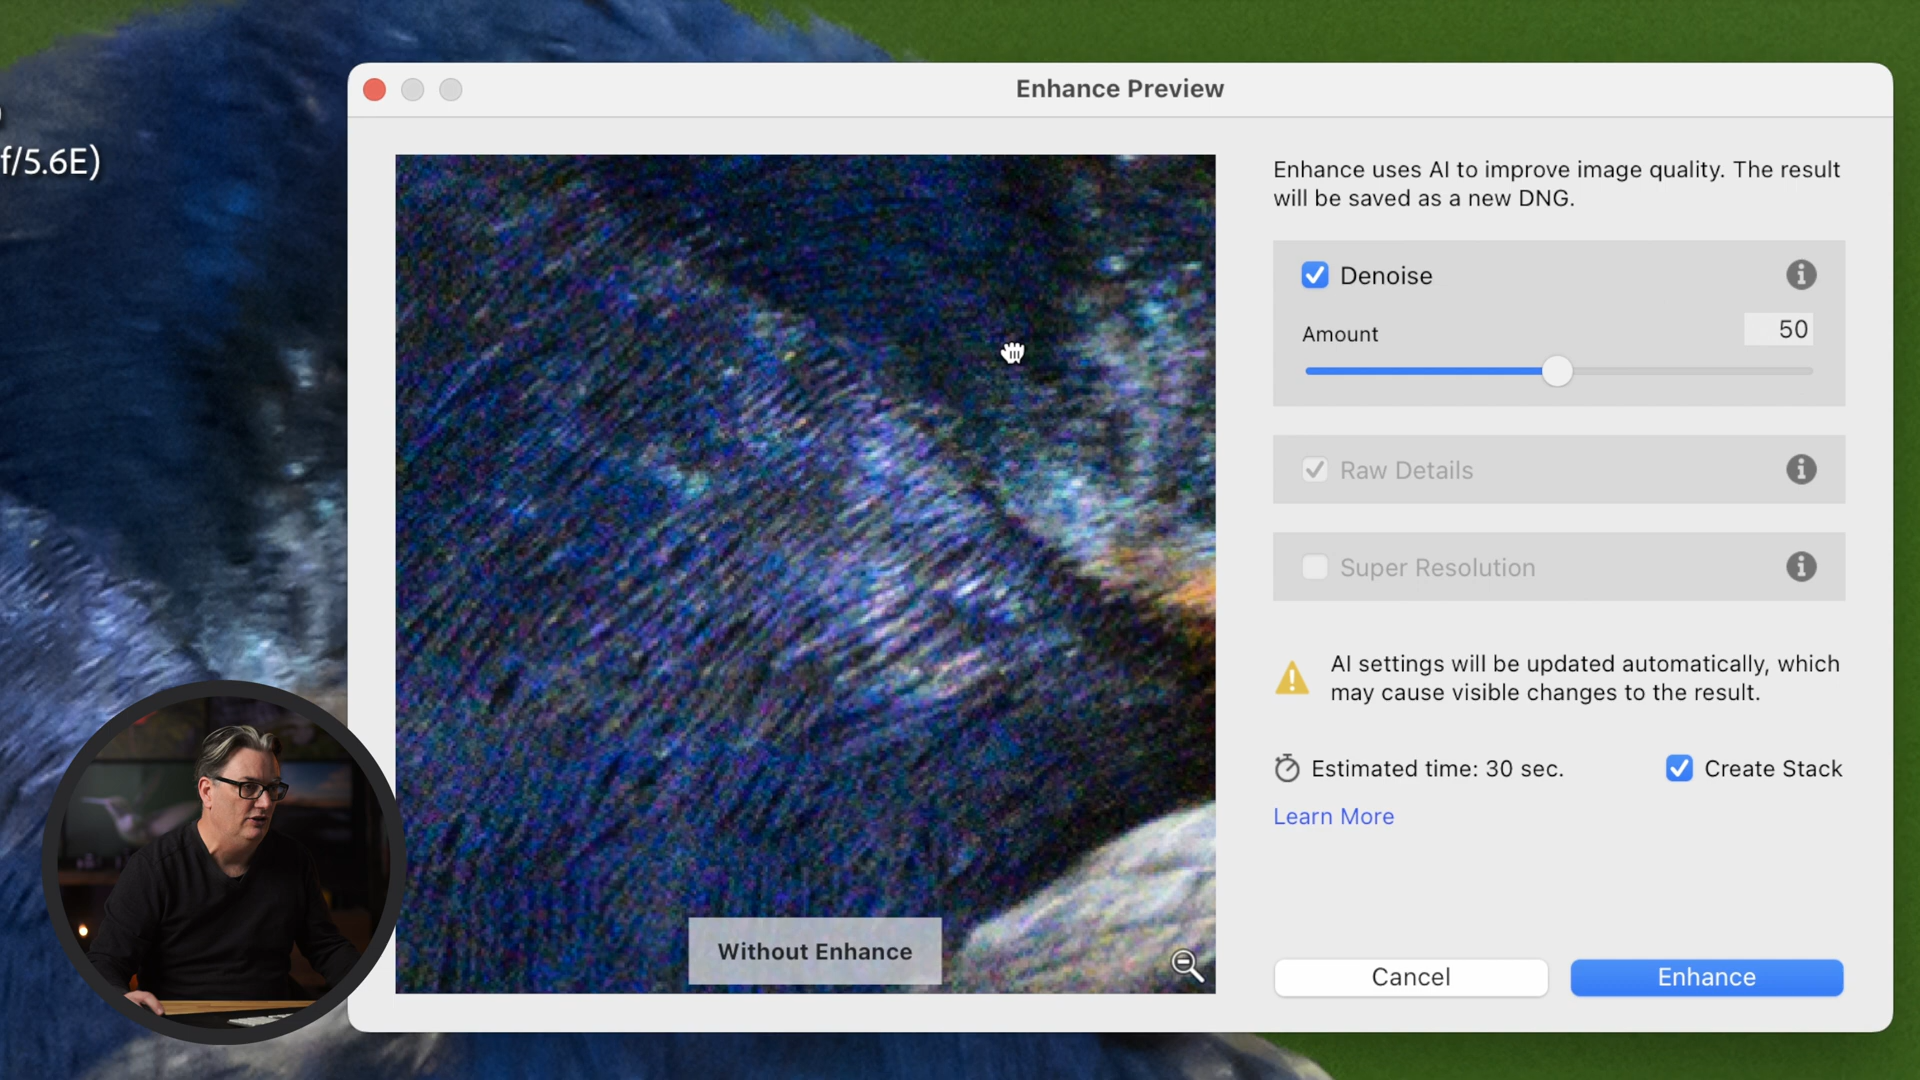 Enhance Preview
f/5.6E)
Enhance uses AI to improve image quality. The result
will be saved as a new DNG.
Denoise
Amount
50
Raw Details
Super Resolution
AI settings will be updated automatically, which
may cause visible changes to the result.
Estimated time: 30 sec.
Create Stack
Learn More
Without Enhance
Cancel
Enhance